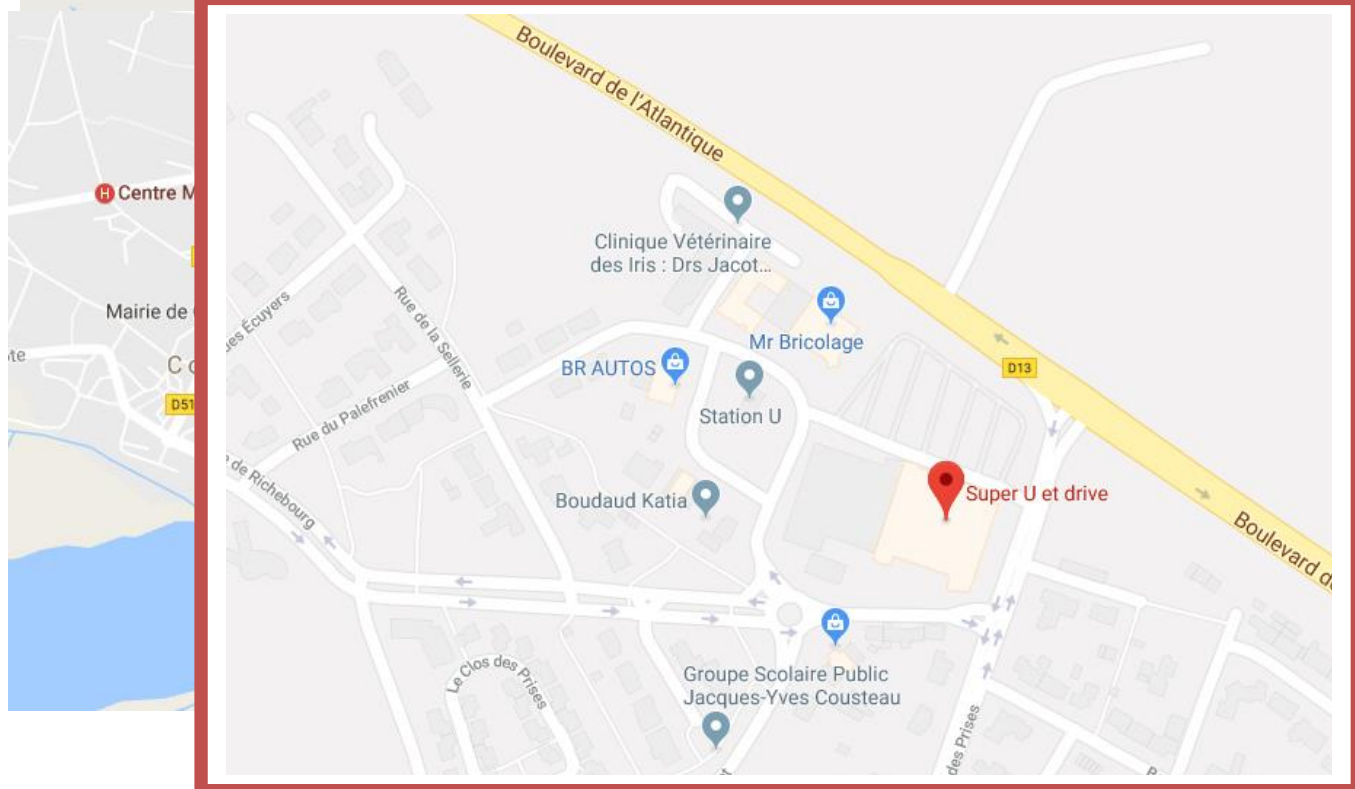 Centre M
Mairie de
D51
Boulevard de l'Atlantique
Clinique Vétérinaire
des Iris : Drs Jacot...
Mr Bricolage
BR AUTOS
Station U
D13
Écuyers
Rue de la Sellerie
Rue du Palefrenier
de Richebourg
Boudaud Katia
Super U et drive
Boulevard
Le Clos des Prises
Groupe Scolaire Public
Jacques-Yves Cousteau
des Prises